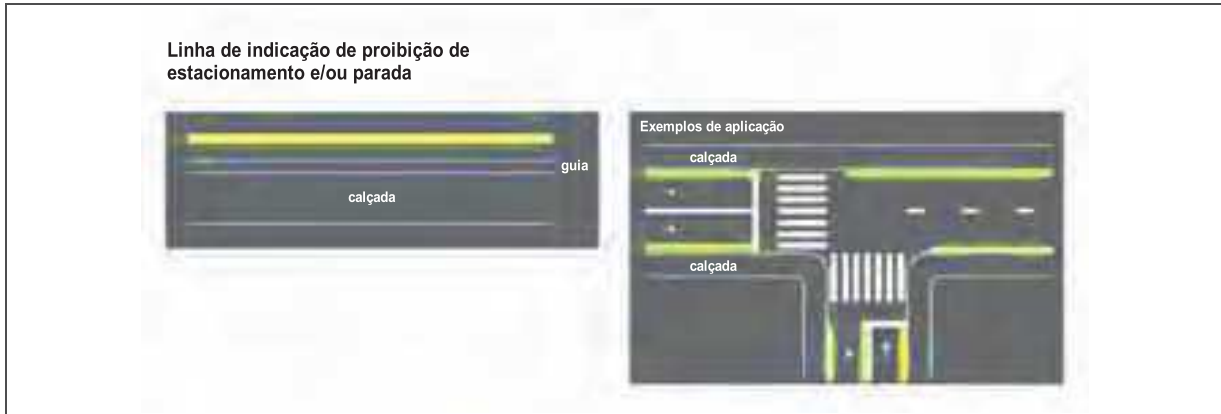 Linha de indicação de proibição de
estacionamento e/ou parada
guia
calçada
Exemplos de aplicação
calçada
calçada